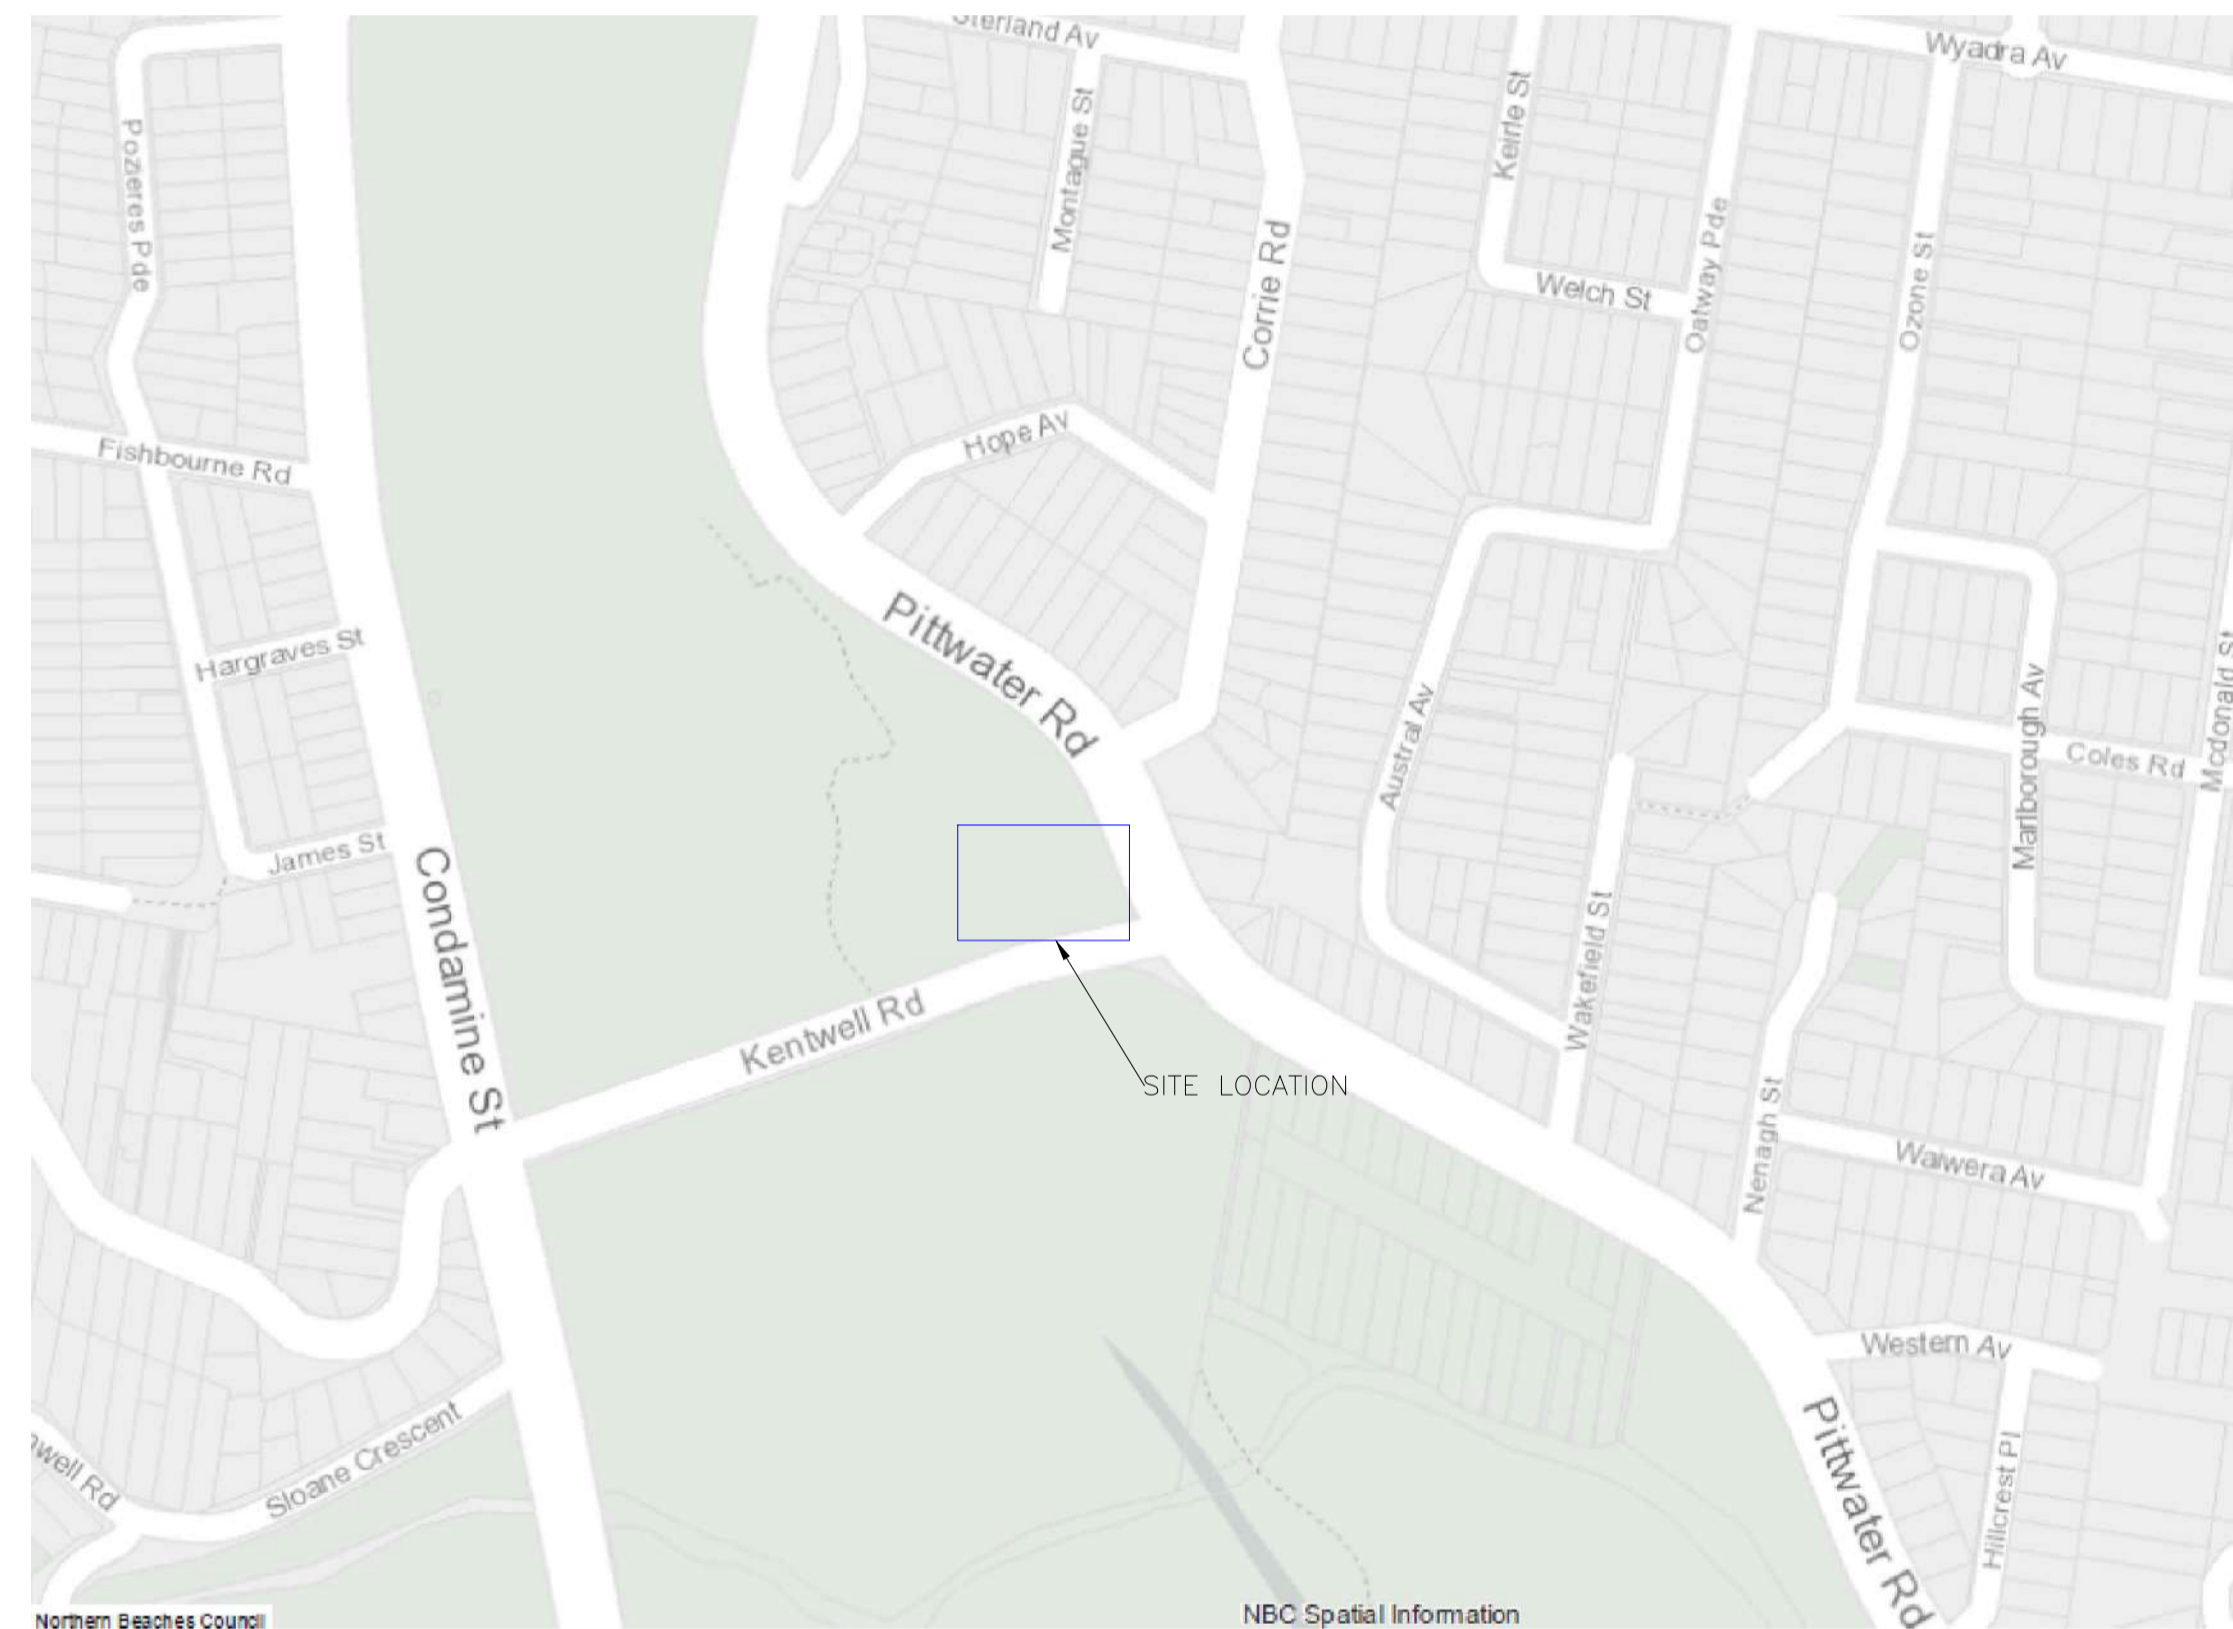 Sterland Av
Wyadra Av
Pozieres Pde
Montague St
Keirle St
Corrie Rd
Welch St
Oatway Pde
Ozone St
Hope Av
Fishbourne Rd
Pittwater Rd
Hargraves St
Austral Av
Marlborough Av
Mcdonald St
Coles Rd
James St
Condamine St
Wakefield St
Kentwell Rd
SITE LOCATION
Nenagh St
Waiwera Av
Western Av
Pittwater Rd
Sloane Crescent
Hillcrest Pl
Rd
Northern Beaches Council
NBC Spatial Information